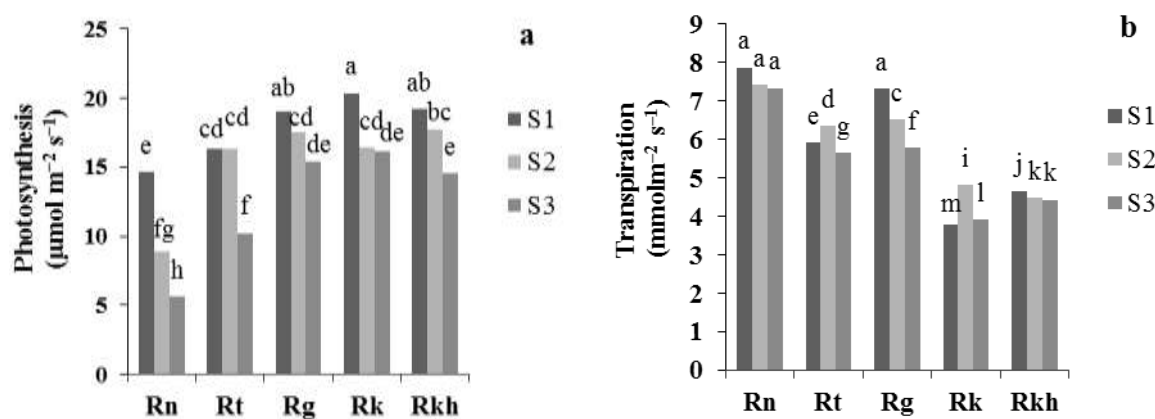 a
25
20
15
10
5
0
Photosynthesis
(µmol m⁻² s⁻¹)
e
fg
h
cd
cd
f
ab
cd
de
a
cd
de
ab
bc
e
Rn Rt Rg Rk Rkh
S1
S2
S3
b
9
8
7
6
5
4
3
2
1
0
Transpiration
(mmolm⁻² s⁻¹)
a
a
a
e
d
g
a
c
f
m
i
l
j
k
k
Rn Rt Rg Rk Rkh
S1
S2
S3